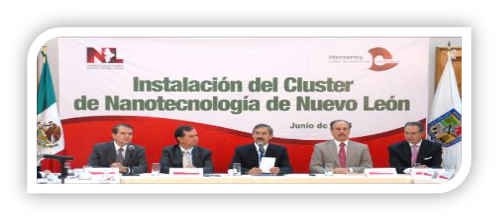 NL
Monterrey
Instalación del Cluster
de Nanotecnología de Nuevo León
Junio de